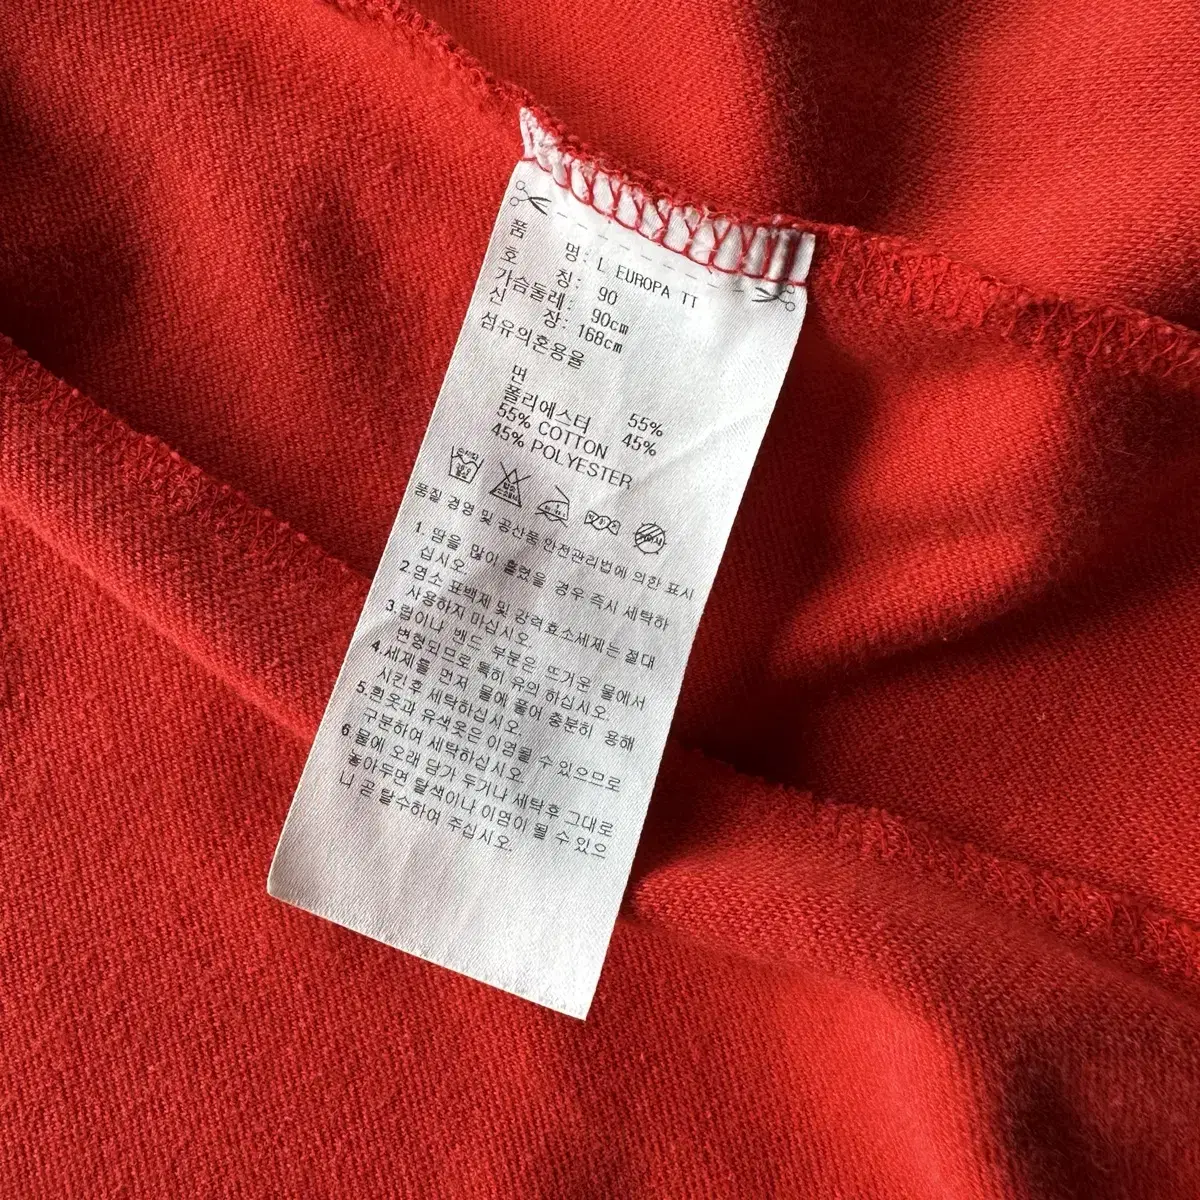 품 명: L EUROPA TT
호 칭: 90
가슴둘레: 90cm
신 장: 168cm
섬유의혼용율
면 55%
폴리에스터 45%
55% COTTON
45% POLYESTER
품질 경영 및 공산품 안전관리법에 의한 표시
1. 땀을 많이 흘렸을 경우 즉시 세탁하
십시오.
2.염소 표백제 및 강력효소세제는 절대
사용하지 마십시오.
3.립이나 밴드 부분은 뜨거운 물에서
변형되므로 특히 유의 하십시오.
4.세제를 먼저 물에 풀어 충분히 용해
시킨후 세탁하십시오.
5.흰옷과 유색옷은 이염될 수 있으므로
구분하여 세탁하십시오.
6.물에 오래 담가 두거나 세탁후 그대로
놓아두면 탈색이나 이염이 될 수 있으
니 곧 탈수하여 주십시오.